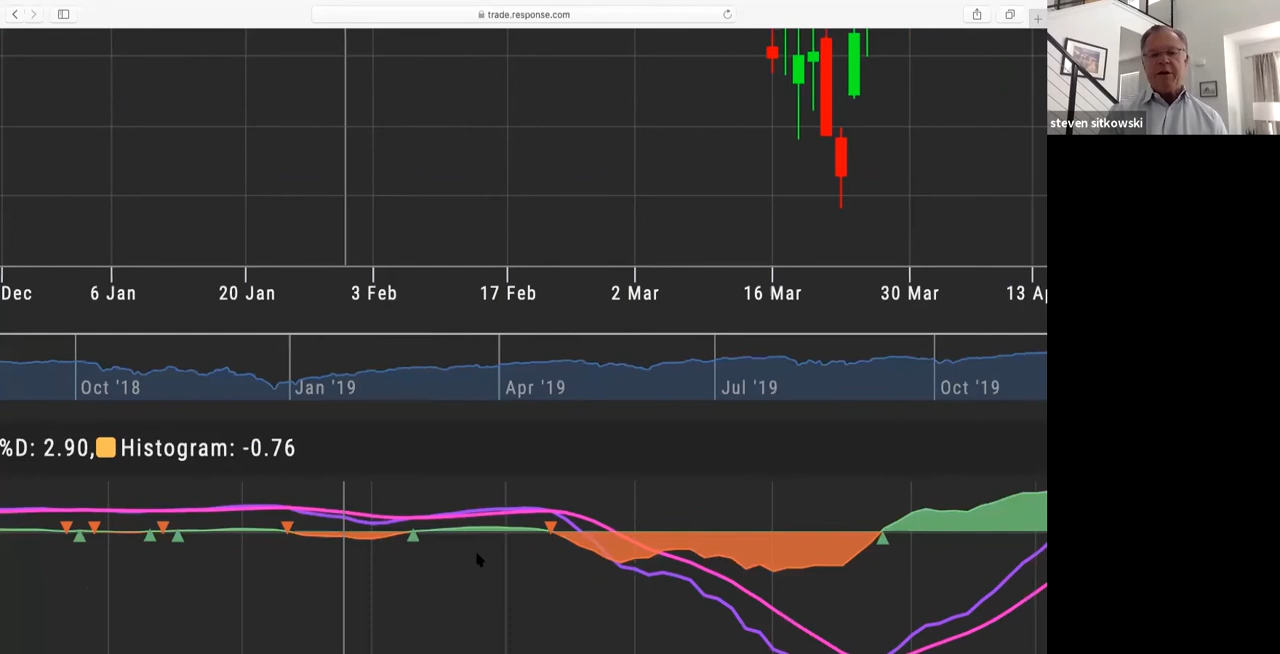 trade.response.com
steven sitkowski
Dec 6 Jan 20 Jan 3 Feb 17 Feb 2 Mar 16 Mar 30 Mar 13 A
Oct '18 Jan '19 Apr '19 Jul '19 Oct '19
%D: 2.90, Histogram: -0.76